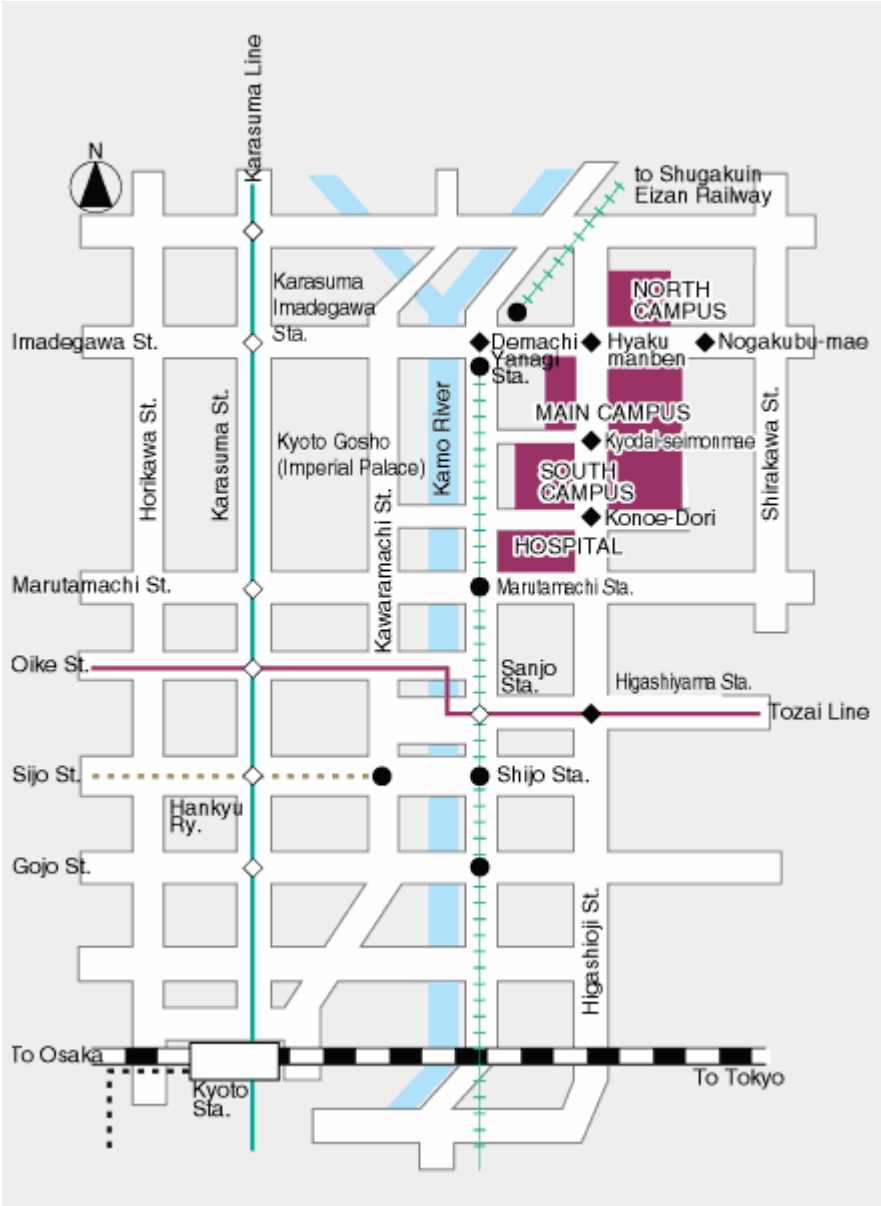 Karasuma Line
N
to Shugakuin
Eizan Railway
Karasuma
Imadegawa
Sta.
NORTH
CAMPUS
Imadegawa St.
Demachi
Yanagi
Sta.
Hyaku
manben
Nogakubu-mae
Horikawa St.
Karasuma St.
Kyoto Gosho
(Imperial Palace)
Kamo River
MAIN CAMPUS
Kyodai-seimonmae
Shirakawa St.
SOUTH
CAMPUS
Konoe-Dori
Kawaramachi St.
HOSPITAL
Marutamachi St.
Marutamachi Sta.
Oike St.
Sanjo
Sta.
Higashiyama Sta.
Tozai Line
Sijo St.
Shijo Sta.
Hankyu
Ry.
Gojo St.
Higashioji St.
To Osaka
Kyoto
Sta.
To Tokyo